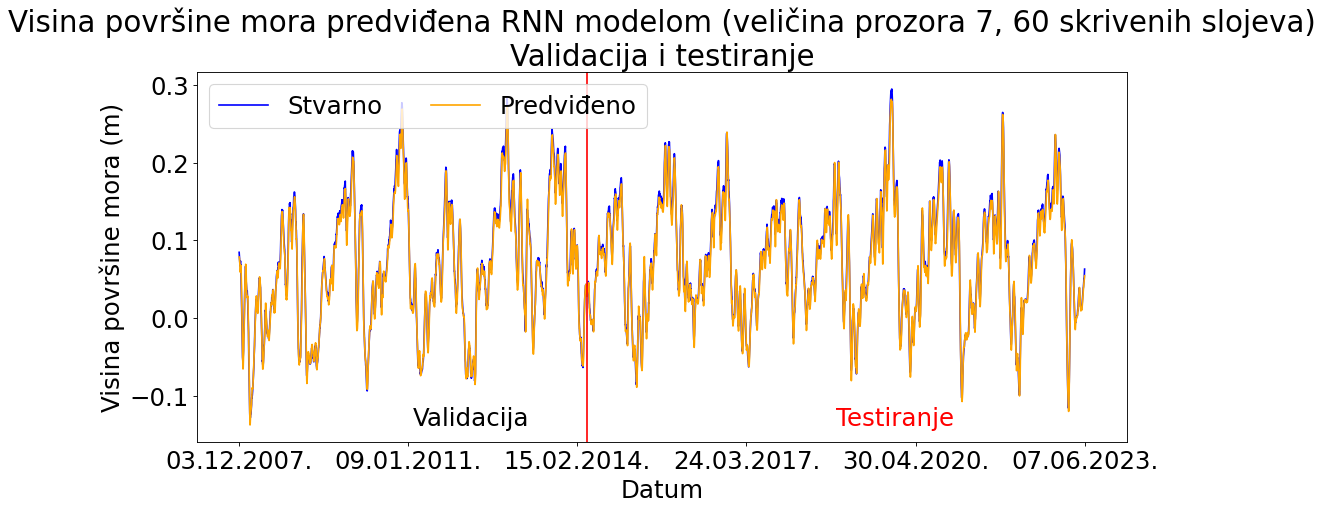 Visina površine mora predviđena RNN modelom (veličina prozora 7, 60 skrivenih slojeva)
Validacija i testiranje
Stvarno
Predviđeno
Visina površine mora (m)
0.3
0.2
0.1
0.0
−0.1
Validacija
Testiranje
03.12.2007.
09.01.2011.
15.02.2014.
24.03.2017.
30.04.2020.
07.06.2023.
Datum